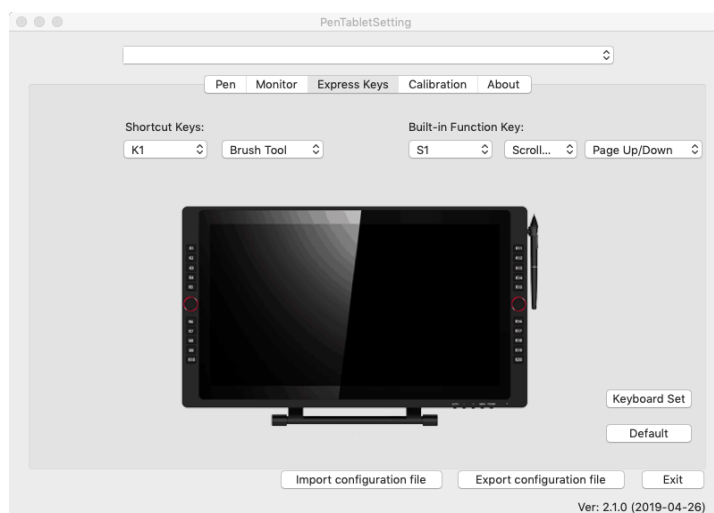 PenTabletSetting
Pen Monitor Express Keys Calibration About
Shortcut Keys: Built-in Function Key:
K1 Brush Tool S1 Scroll... Page Up/Down
Keyboard Set
Default
Import configuration file Export configuration file Exit
Ver: 2.1.0 (2019-04-26)